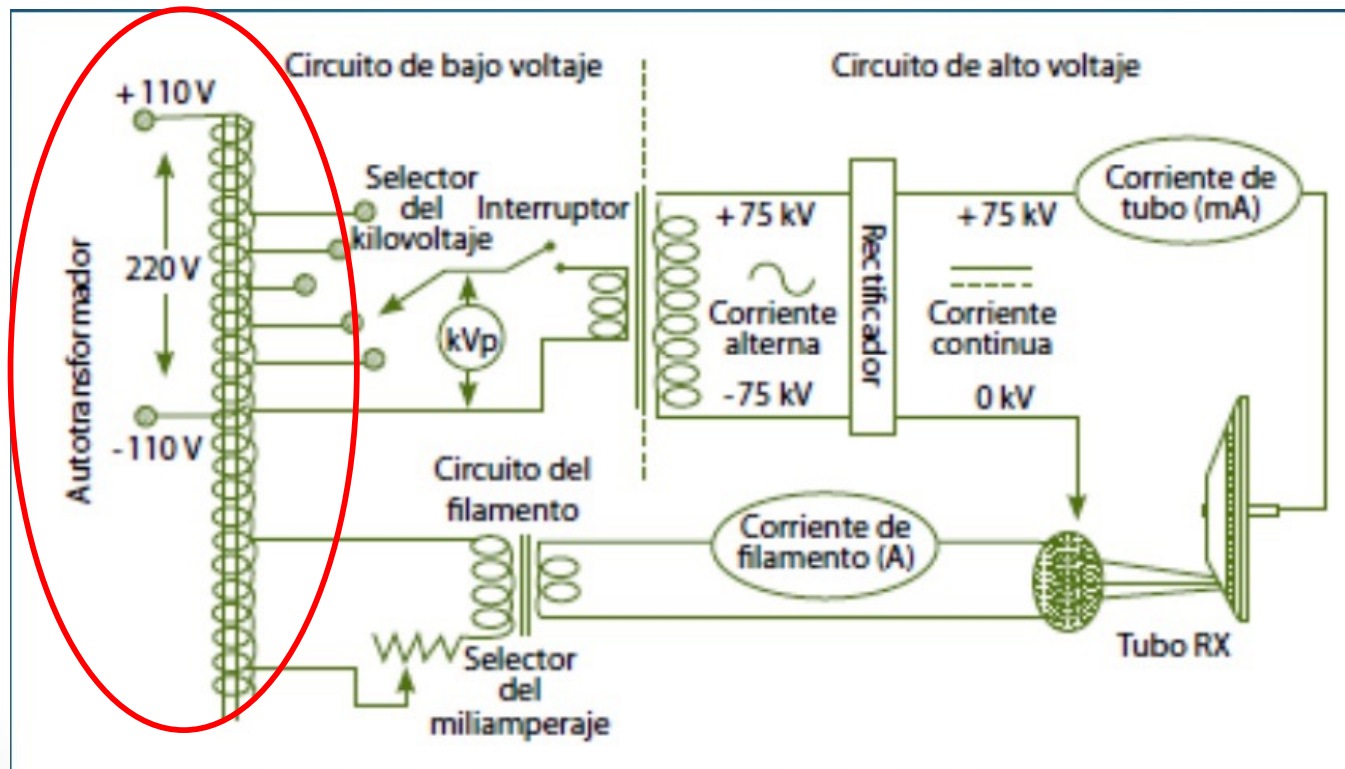 Circuito de bajo voltaje
Circuito de alto voltaje
+110 V
220 V
-110 V
Autotransformador
Selector
del
kilovoltaje
Interruptor
kVp
+75 kV
Corriente
alterna
-75 kV
Rectificador
+75 kV
Corriente
continua
0 kV
Corriente de
tubo (mA)
Circuito del
filamento
Corriente de
filamento (A)
Selector
del
miliamperaje
Tubo RX